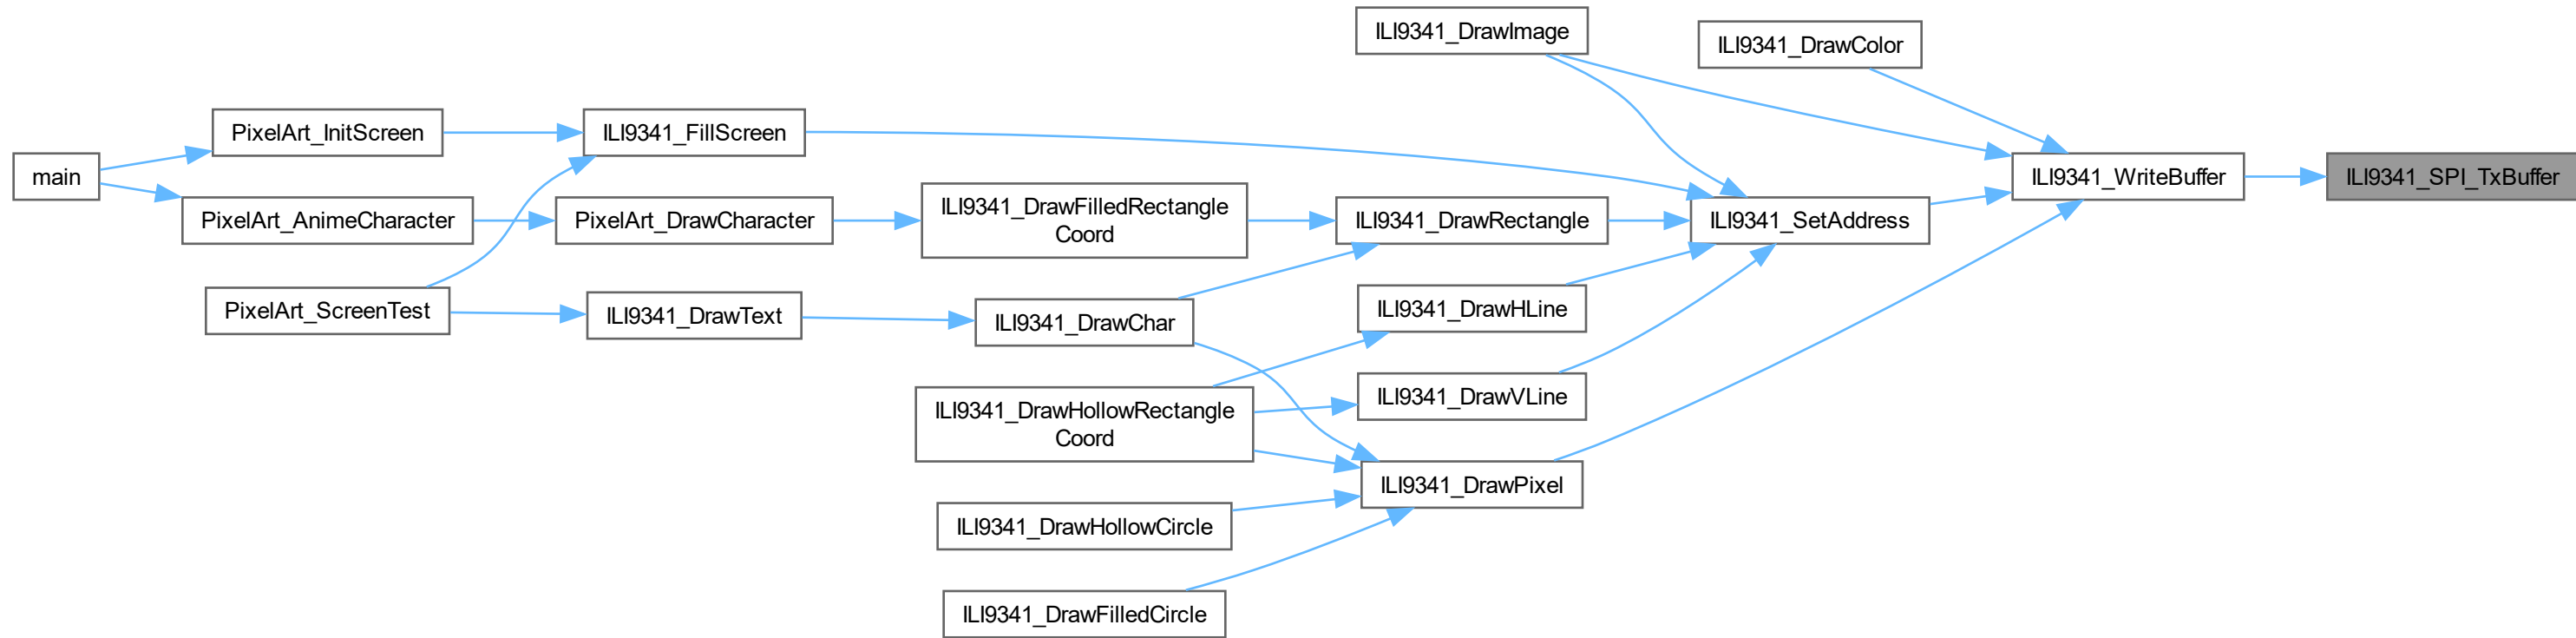 ILI9341_DrawImage
ILI9341_DrawColor
PixelArt_InitScreen
ILI9341_FillScreen
main
ILI9341_WriteBuffer
ILI9341_SPI_TxBuffer
PixelArt_AnimeCharacter
PixelArt_DrawCharacter
ILI9341_DrawFilledRectangle
Coord
ILI9341_DrawRectangle
ILI9341_SetAddress
PixelArt_ScreenTest
ILI9341_DrawText
ILI9341_DrawChar
ILI9341_DrawHLine
ILI9341_DrawHollowRectangle
Coord
ILI9341_DrawVLine
ILI9341_DrawPixel
ILI9341_DrawHollowCircle
ILI9341_DrawFilledCircle